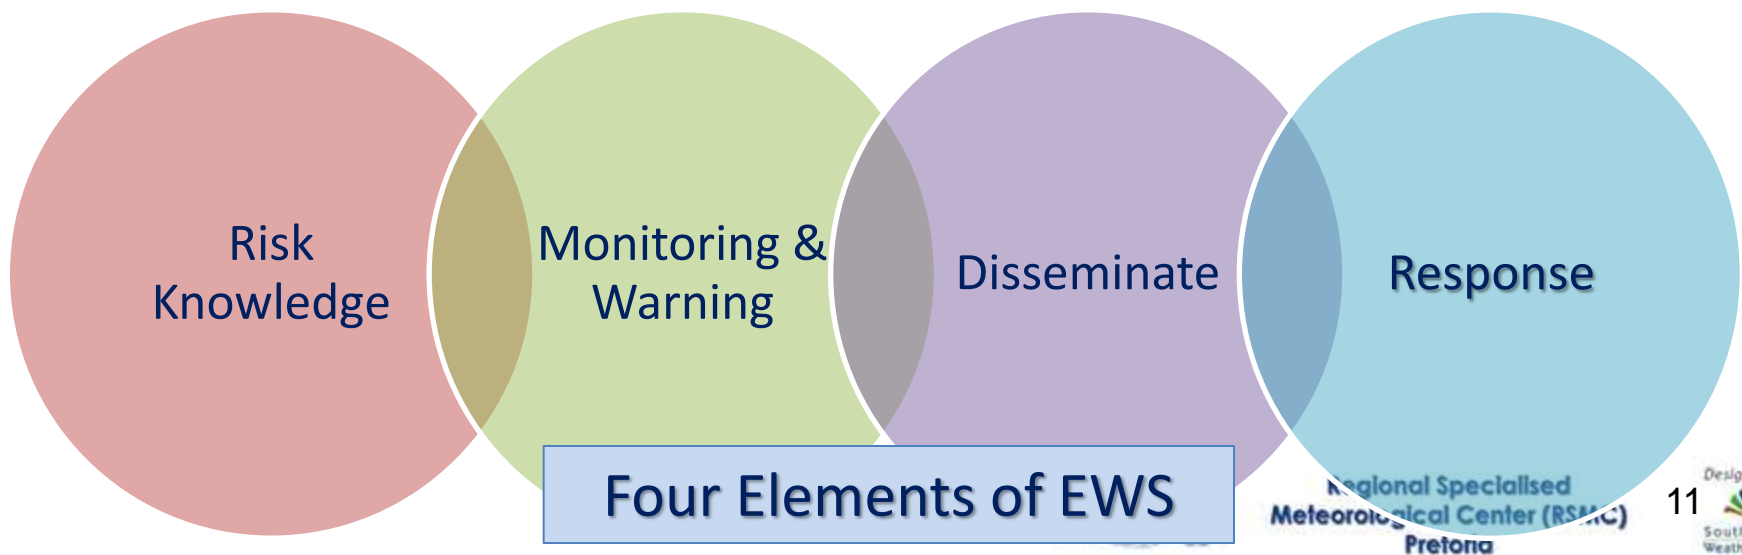 Risk
Knowledge
Monitoring &
Warning
Disseminate
Response
Four Elements of EWS
Regional Specialised
Meteorological Center (RSMC)
Pretoria
11